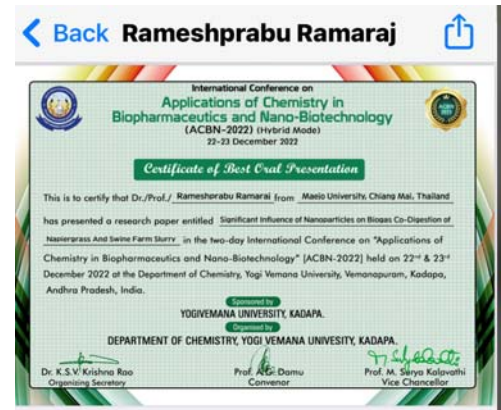 Back Rameshprabu Ramaraj
International Conference on
Applications of Chemistry in
Biopharmaceutics and Nano-Biotechnology
(ACBN-2022) (Hybrid Mode)
22-23 December 2022
Certificate of Best Oral Presentation
This is to certify that Dr./Prof./ Rameshprabu Ramarai from Maejo University, Chiang Mai, Thailand
has presented a research paper entitled Significant Influence of Nanoparticles on Biogas Co-Digestion of
Napiergrass And Swine Farm Slurry in the two-day International Conference on "Applications of
Chemistry in Biopharmaceutics and Nano-Biotechnology" [ACBN-2022] held on 22nd & 23rd
December 2022 at the Department of Chemistry, Yogi Vemana University, Vemanapuram, Kadapa,
Andhra Pradesh, India.
Sponsored by
YOGIVEMANA UNIVERSITY, KADAPA.
Organised by
DEPARTMENT OF CHEMISTRY, YOGI VEMANA UNIVESITY, KADAPA.
Dr. K.S.V. Krishna Rao
Organizing Secretary
Prof. A.G. Damu
Convenor
Prof. M. Surya Kalavathi
Vice Chancellor